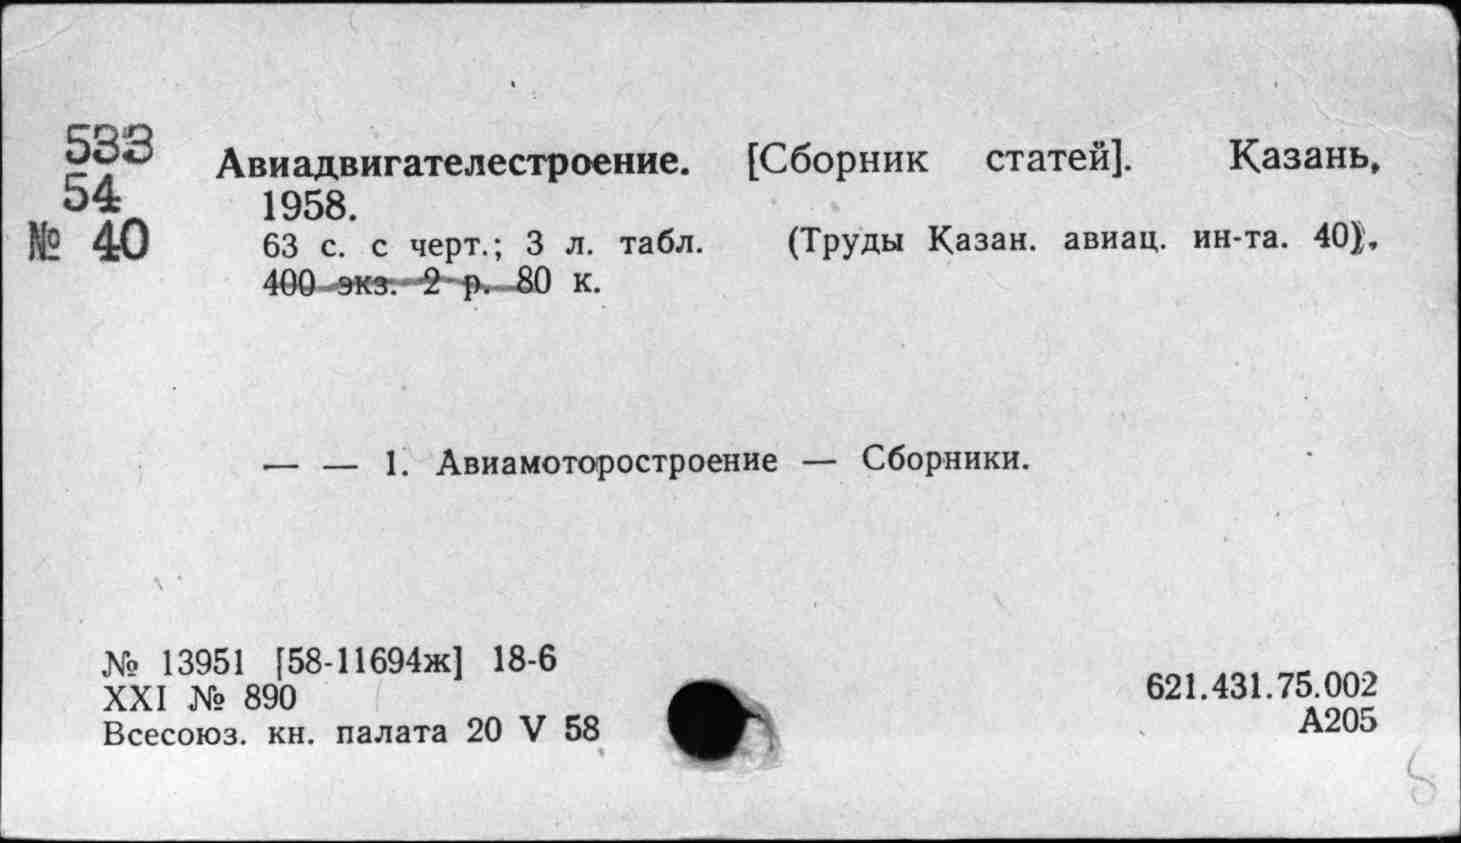 533
54
№ 40
Авиадвигателестроение. [Сборник статей]. Казань,
1958.
63 с. с черт.; 3 л. табл. (Труды Казан. авиац. ин-та. 40).
400 экз. 2 р. 80 к.
— — 1. Авиамоторостроение — Сборники.
№ 13951 [58-11694ж] 18-6
XXI № 890
Всесоюз. кн. палата 20 V 58
621.431.75.002
А205